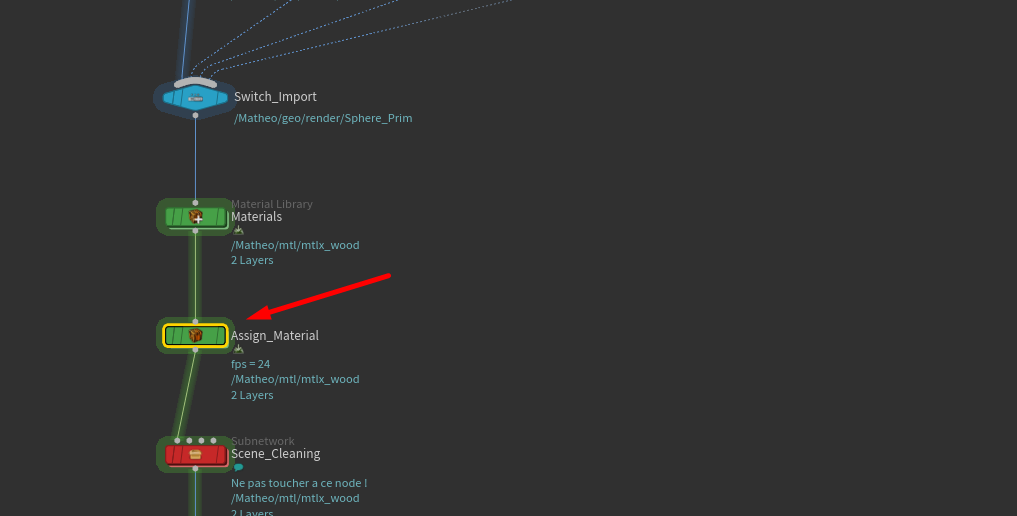 Switch_Import
/Matheo/geo/render/Sphere_Prim
Material Library
Materials
/Matheo/mtl/mtlx_wood
2 Layers
Assign_Material
fps = 24
/Matheo/mtl/mtlx_wood
2 Layers
Subnetwork
Scene_Cleaning
Ne pas toucher a ce node !
/Matheo/mtl/mtlx_wood
2 Layers